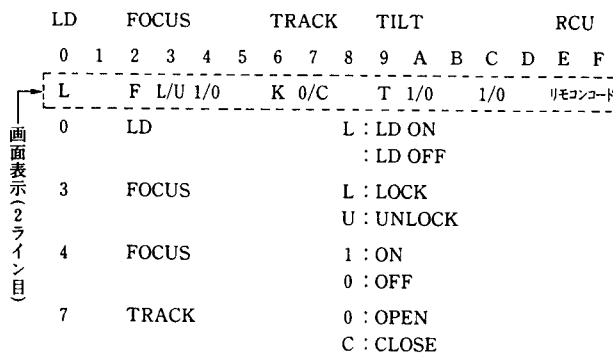 LD FOCUS TRACK TILT RCU
0 1 2 3 4 5 6 7 8 9 A B C D E F
L F L/U 1/0 K 0/C T 1/0 1/0 リモコンコード
画面表示(2ライン目)
0 LD L : LD ON
: LD OFF
3 FOCUS L : LOCK
U : UNLOCK
4 FOCUS 1 : ON
0 : OFF
7 TRACK 0 : OPEN
C : CLOSE